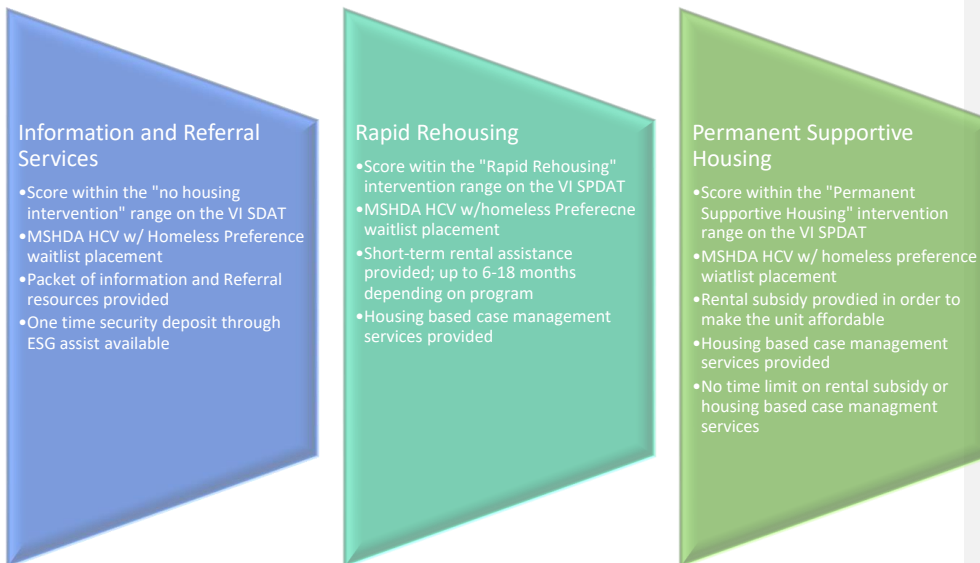 Information and Referral
Services
•Score within the "no housing
intervention" range on the VI SDAT
•MSHDA HCV w/ Homeless Preference
waitlist placement
•Packet of information and Referral
resources provided
•One time security deposit through
ESG assist available
Rapid Rehousing
•Score witin the "Rapid Rehousing"
intervention range on the VI SPDAT
•MSHDA HCV w/homeless Preferecne
waitlist placement
•Short-term rental assistance
provided; up to 6-18 months
depending on program
•Housing based case management
services provided
Permanent Supportive
Housing
•Score within the "Permanent
Supportive Housing" intervention
range on the VI SPDAT
•MSHDA HCV w/ homeless preference
wiatlist placement
•Rental subsidy provdied in order to
make the unit affordable
•Housing based case management
services provided
•No time limit on rental subsidy or
housing based case managment
services